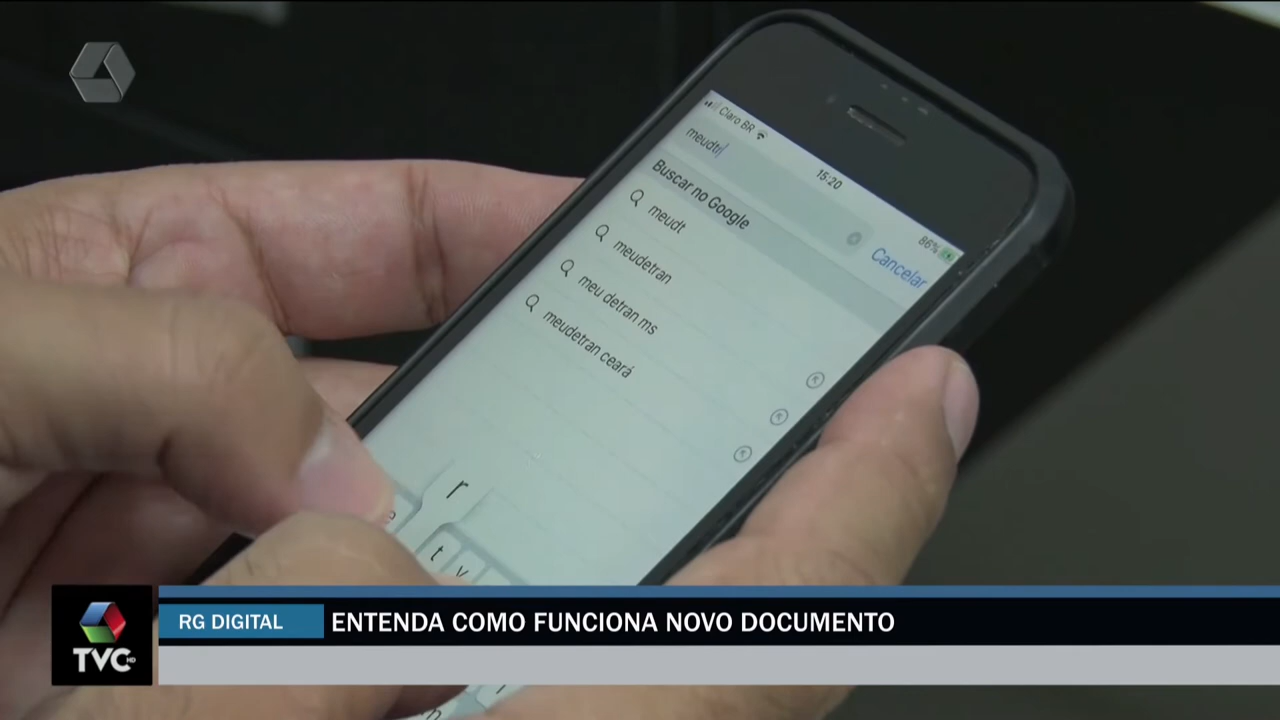 Claro BR
15:20
86%
meudtr
Cancelar
Buscar no Google
meudt
meudetran
meu detran ms
meudetran ceará
r
e
t
y
RG DIGITAL
ENTENDA COMO FUNCIONA NOVO DOCUMENTO
TVC HD